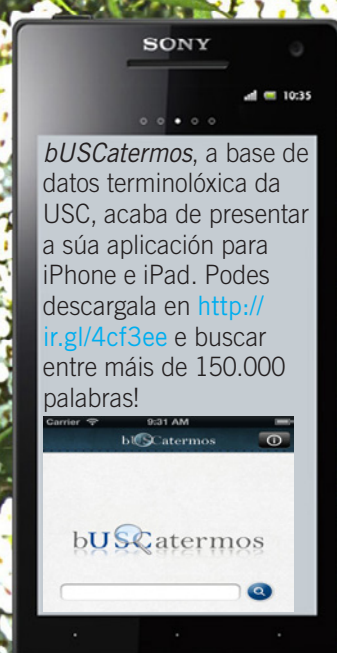 SONY
10:35
bUSCatermos, a base de
datos terminolóxica da
USC, acaba de presentar
a súa aplicación para
iPhone e iPad. Podes
descargala en http://
ir.gl/4cf3ee e buscar
entre máis de 150.000
palabras!
Carrier 9:31 AM
bUSCatermos
bUSCatermos